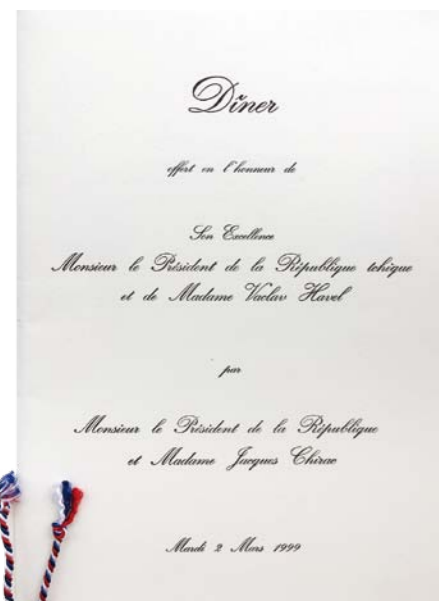 Dîner
offert en l'honneur de
Son Excellence
Monsieur le Président de la République tchèque
et de Madame Vaclav Havel
par
Monsieur le Président de la République
et Madame Jacques Chirac
Mardi 2 Mars 1999